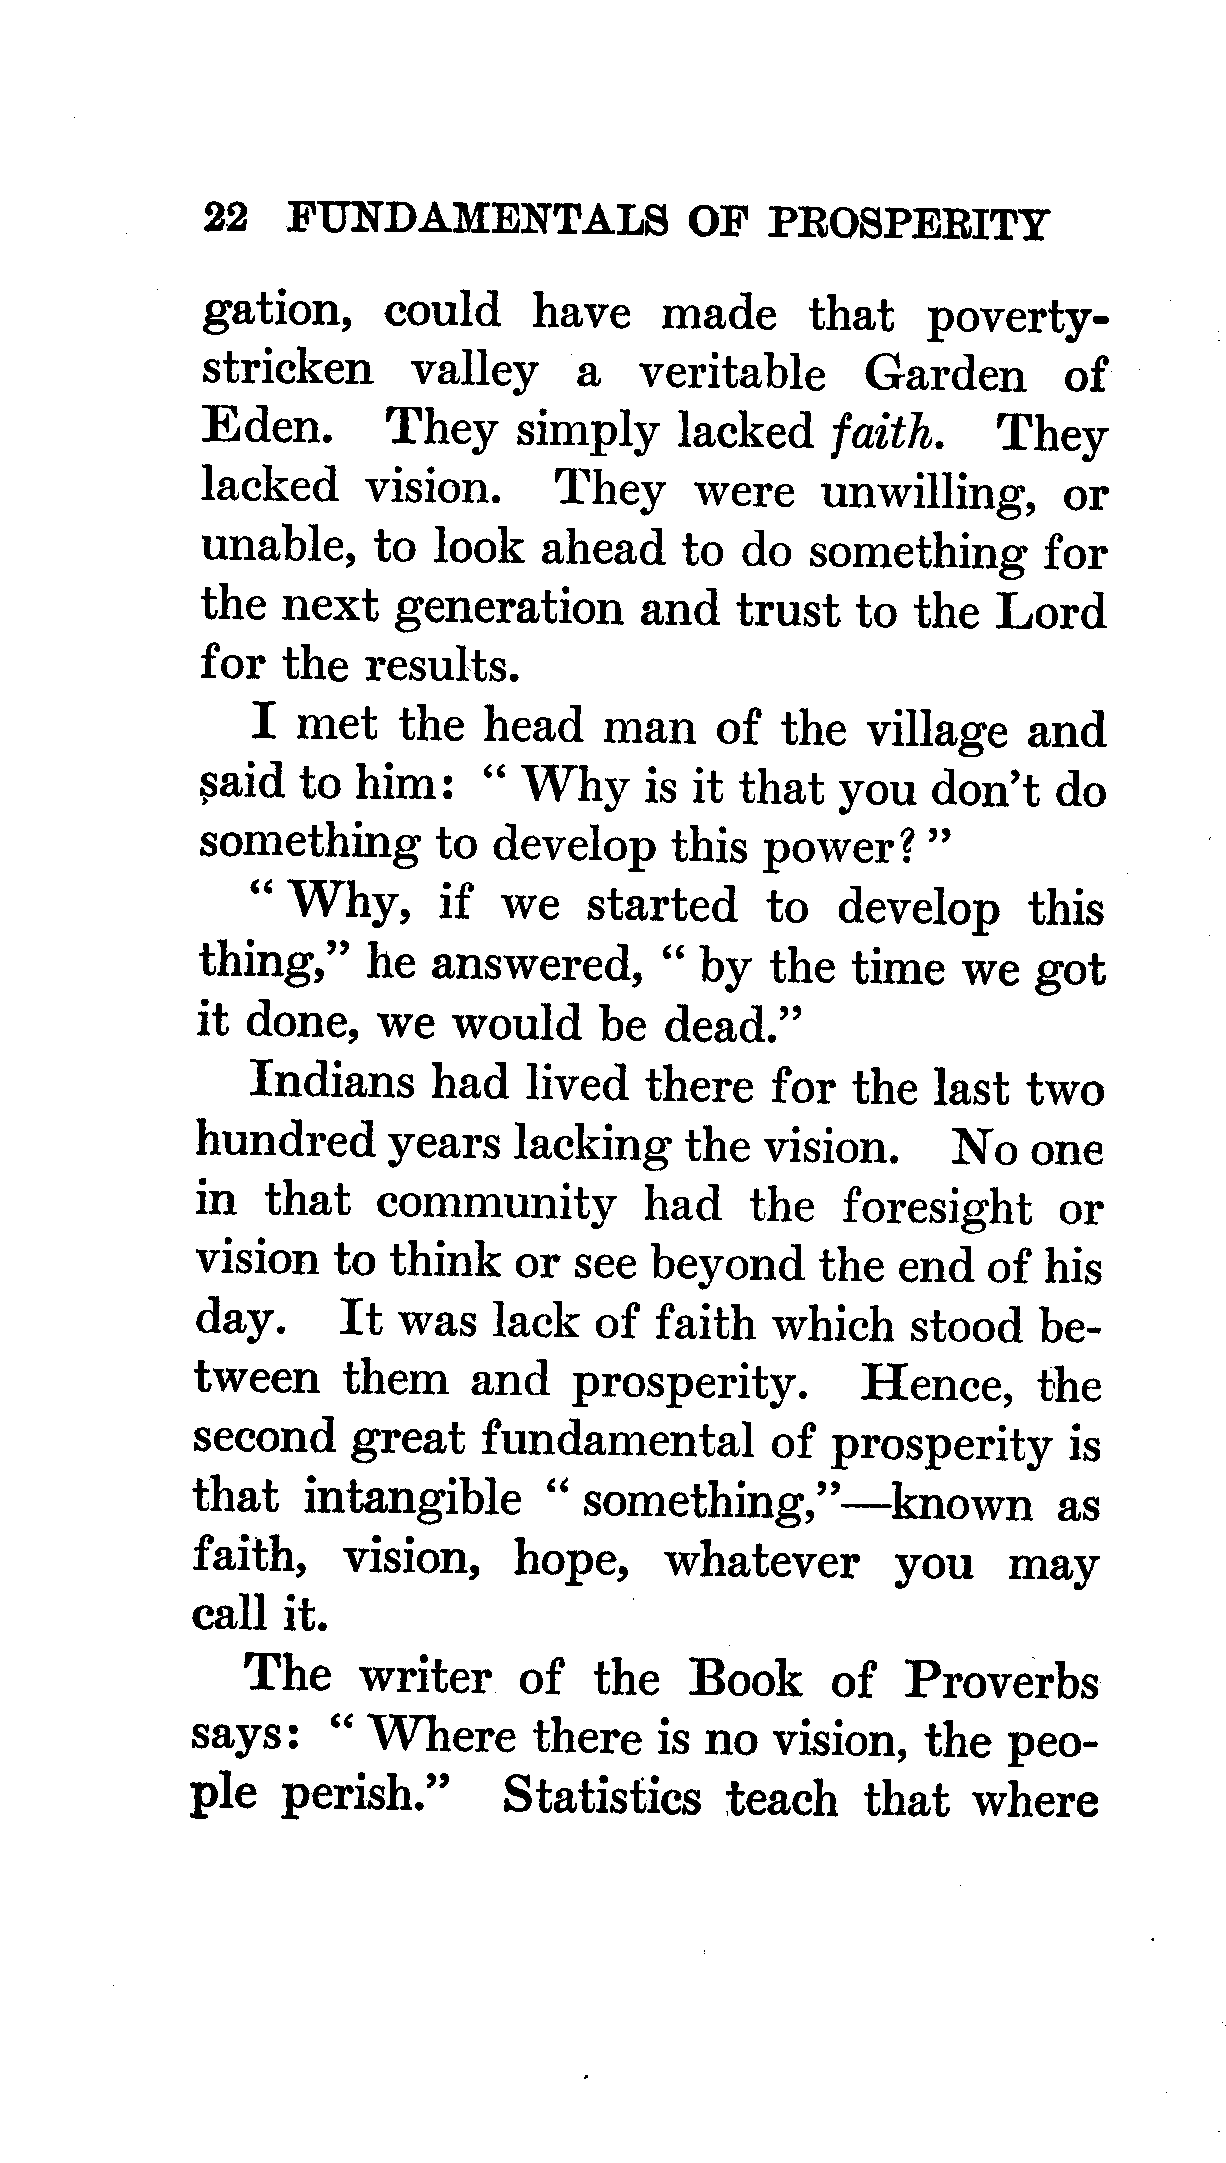 22 FUNDAMENTALS OF PROSPERITY
gation, could have made that poverty-
stricken valley a veritable Garden of
Eden. They simply lacked faith. They
lacked vision. They were unwilling, or
unable, to look ahead to do something for
the next generation and trust to the Lord
for the results.
I met the head man of the village and
said to him: “ Why is it that you don’t do
something to develop this power? ”
“ Why, if we started to develop this
thing,” he answered, “ by the time we got
it done, we would be dead.”
Indians had lived there for the last two
hundred years lacking the vision. No one
in that community had the foresight or
vision to think or see beyond the end of his
day. It was lack of faith which stood be-
tween them and prosperity. Hence, the
second great fundamental of prosperity is
that intangible “ something,”—known as
faith, vision, hope, whatever you may
call it.
The writer of the Book of Proverbs
says: “ Where there is no vision, the peo-
ple perish.” Statistics teach that where